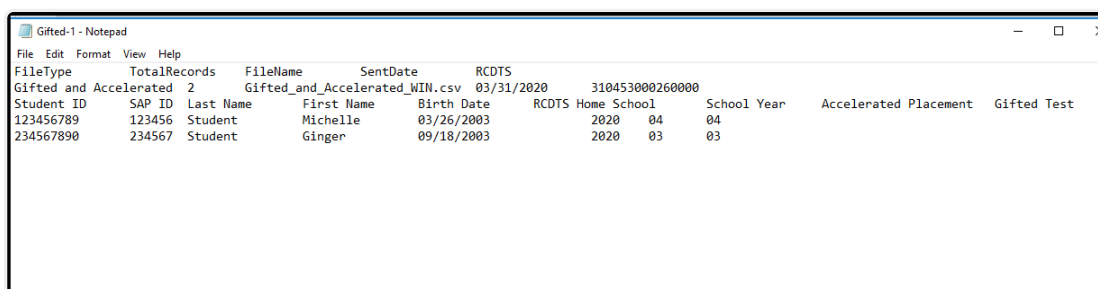 Gifted-1 - Notepad
File Edit Format View Help
FileType TotalRecords FileName SentDate RCDTS
Gifted and Accelerated 2 Gifted_and_Accelerated_WIN.csv 03/31/2020 310453000260000
Student ID SAP ID Last Name First Name Birth Date RCDTS Home School School Year Accelerated Placement Gifted Test
123456789 123456 Student Michelle 03/26/2003 2020 04 04
234567890 234567 Student Ginger 09/18/2003 2020 03 03